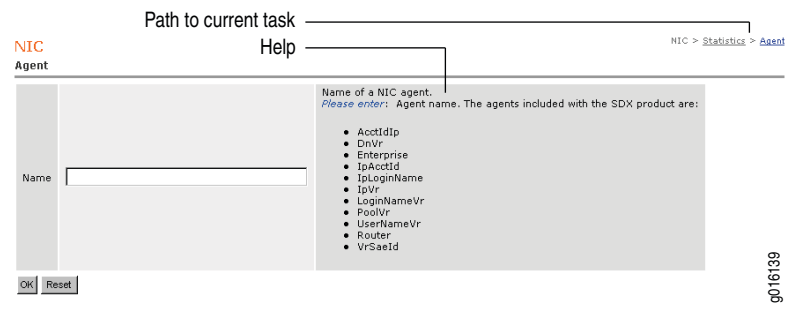 Path to current task
Help
NIC > Statistics > Agent
NIC
Agent
Name of a NIC agent.
Please enter: Agent name. The agents included with the SDX product are:
• AcctIdIp
• DnVr
• Enterprise
• IpAcctId
• IpLoginName
• IpVr
• LoginNameVr
• PoolVr
• UserNameVr
• Router
• VrSaeId
Name
OK Reset
g016139